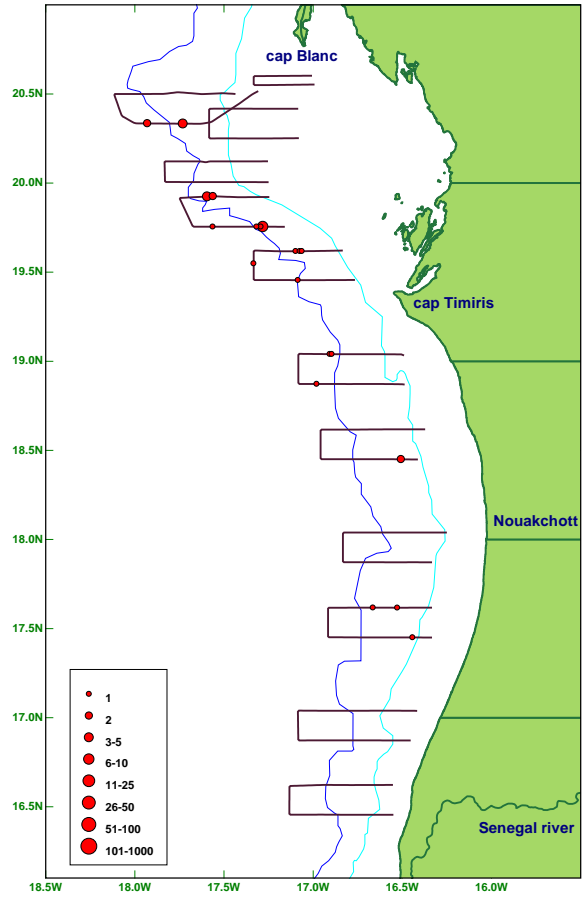 cap Blanc
20.5N
20.0N
19.5N
cap Timiris
19.0N
18.5N
Nouakchott
18.0N
17.5N
17.0N
16.5N
Senegal river
1
2
3-5
6-10
11-25
26-50
51-100
101-1000
18.5W 18.0W 17.5W 17.0W 16.5W 16.0W